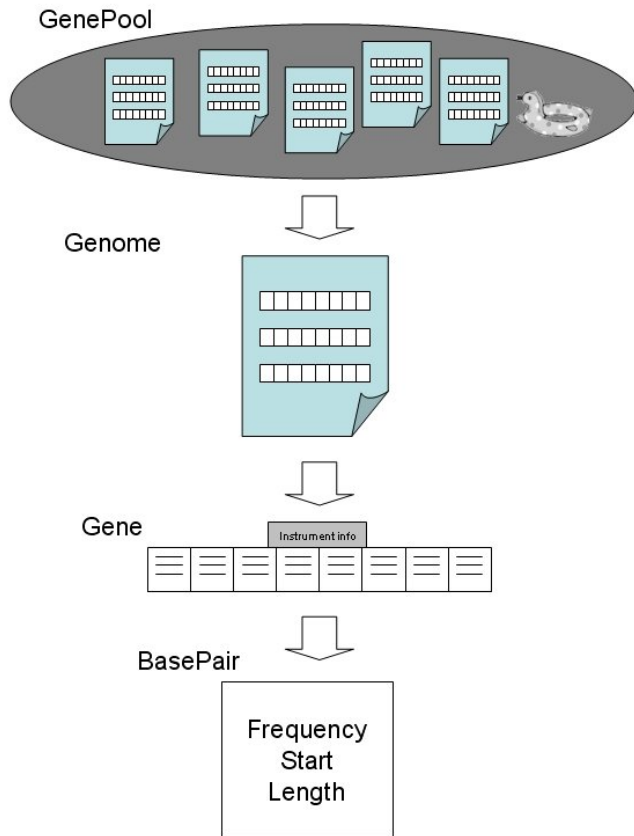 GenePool
Genome
Gene
Instrument info
BasePair
Frequency
Start
Length